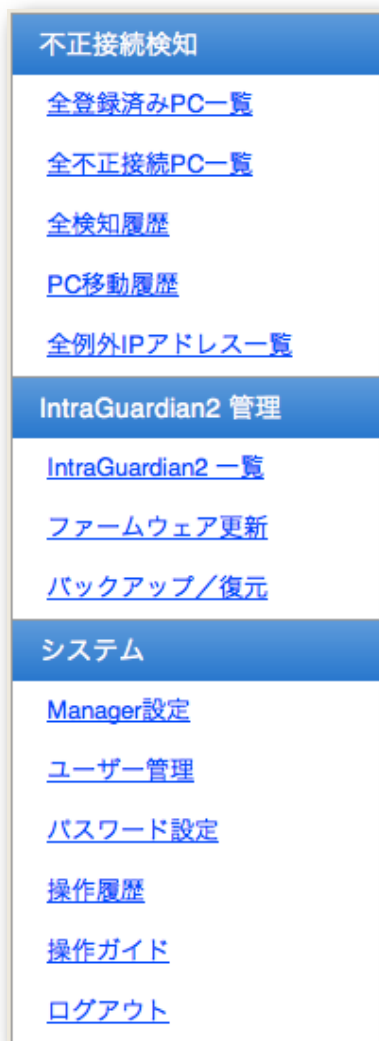 不正接続検知
全登録済みPC一覧
全不正接続PC一覧
全検知履歴
PC移動履歴
全例外IPアドレス一覧
IntraGuardian2 管理
IntraGuardian2 一覧
ファームウェア更新
バックアップ／復元
システム
Manager設定
ユーザー管理
パスワード設定
操作履歴
操作ガイド
ログアウト